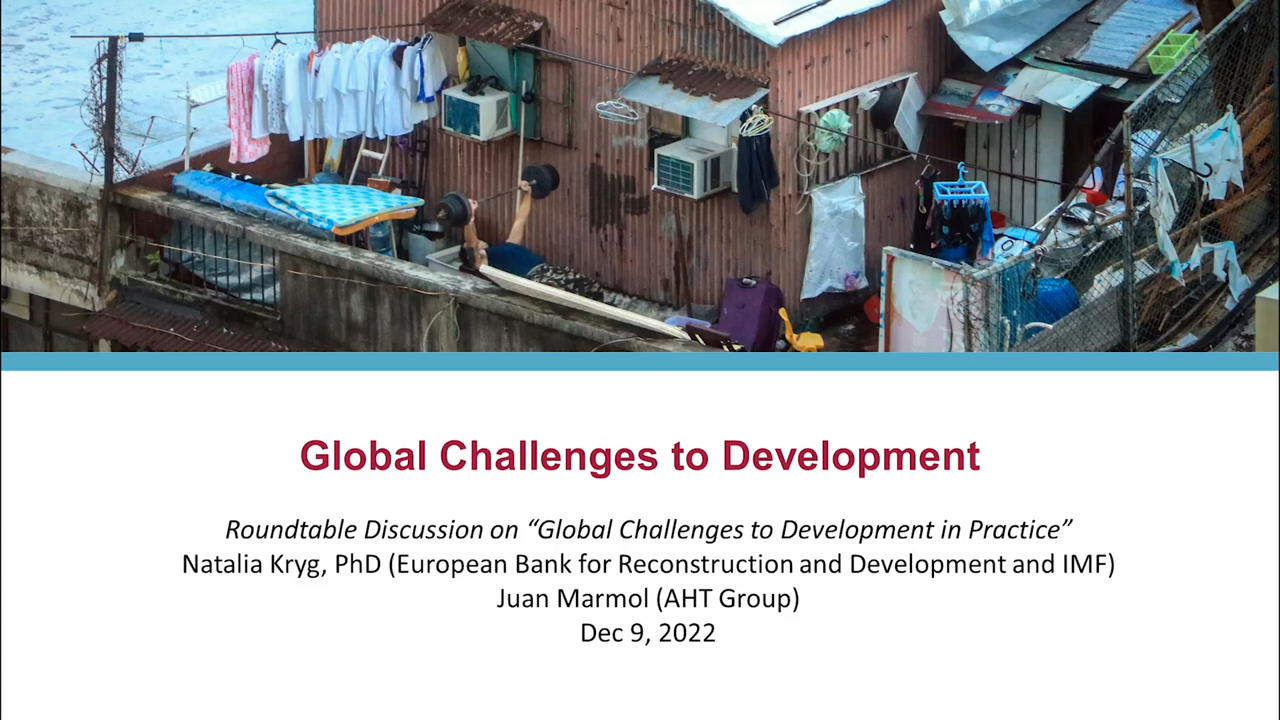 Global Challenges to Development
Roundtable Discussion on “Global Challenges to Development in Practice”
Natalia Kryg, PhD (European Bank for Reconstruction and Development and IMF)
Juan Marmol (AHT Group)
Dec 9, 2022